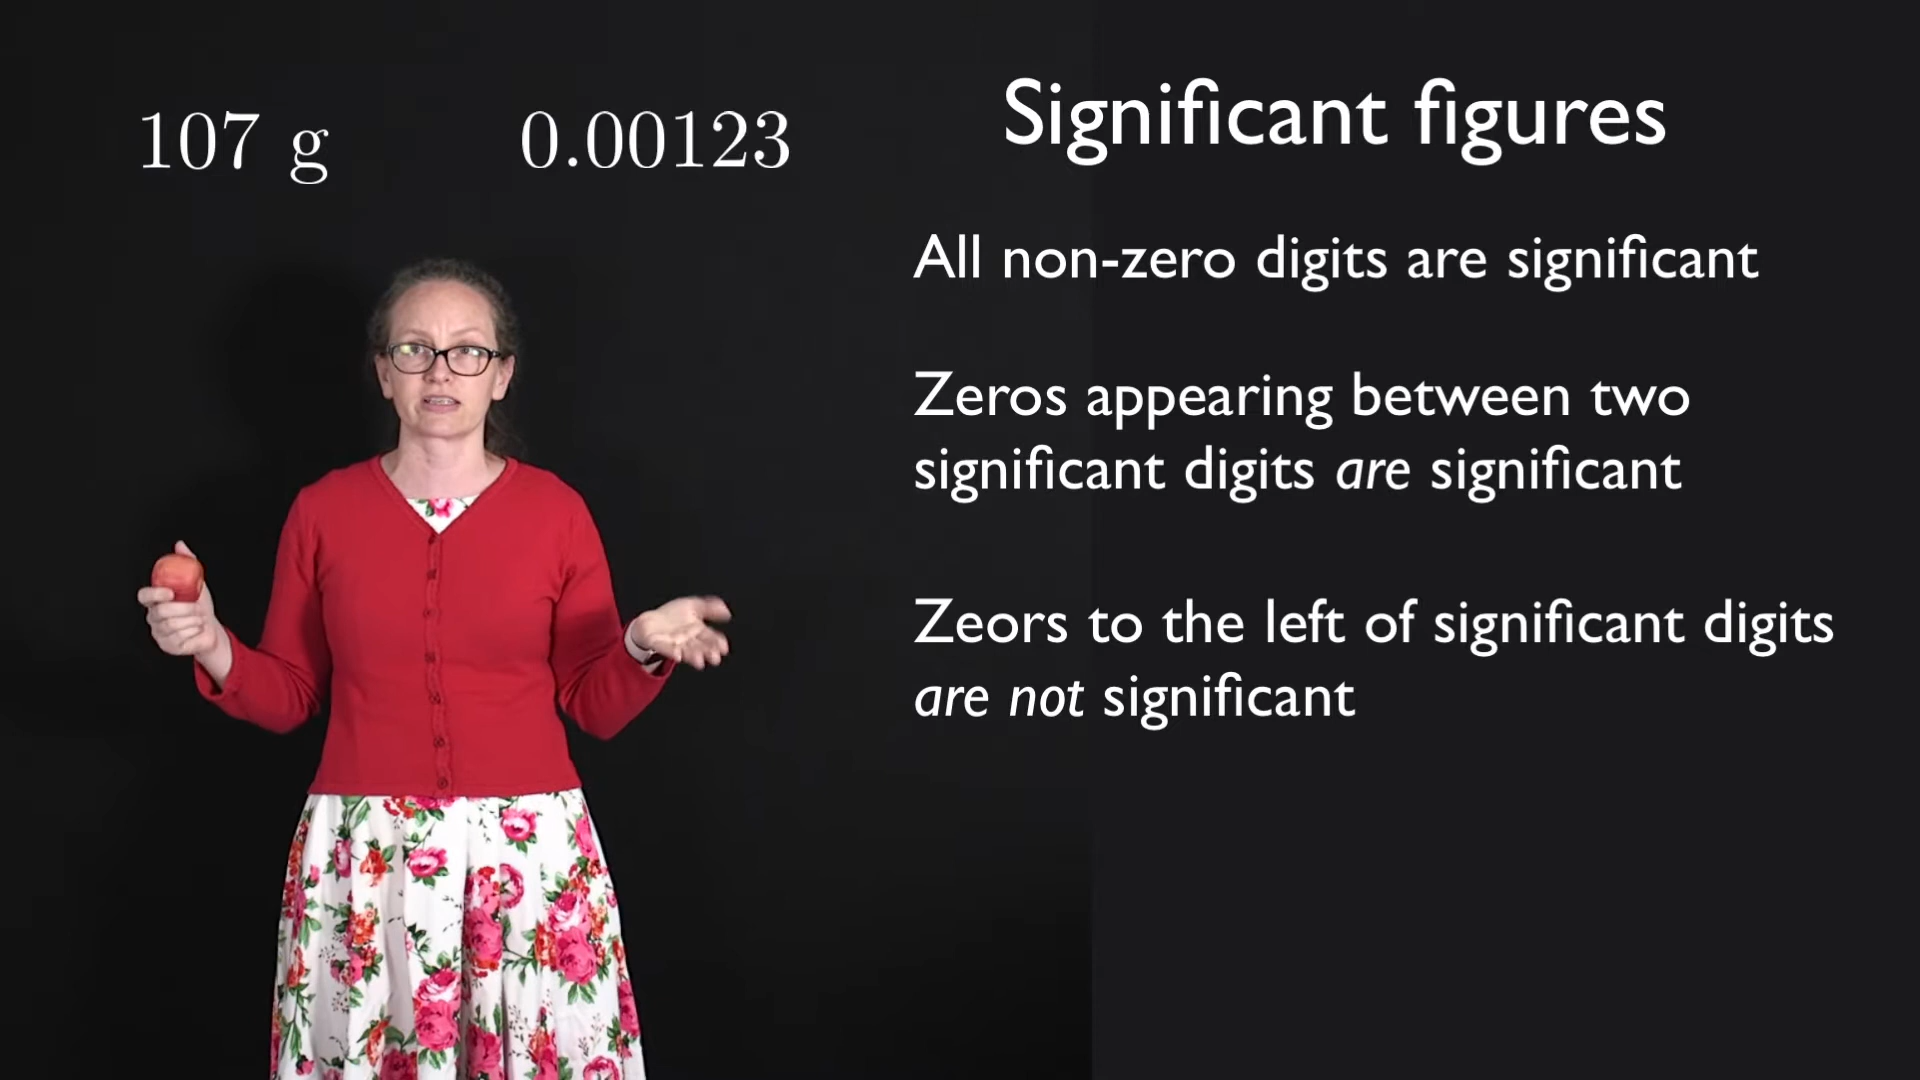 107 g
0.00123
Significant figures
All non-zero digits are significant
Zeros appearing between two
significant digits are significant
Zeors to the left of significant digits
are not significant